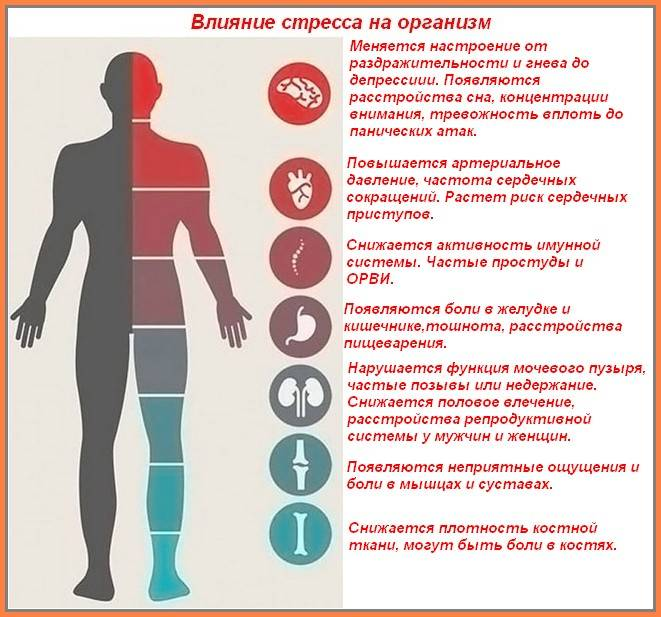 Влияние стресса на организм
Меняется настроение от
раздражительности и гнева до
депрессиии. Появляются
расстройства сна, концентрации
внимания, тревожность вплоть до
панических атак.
Повышается артериальное
давление, частота сердечных
сокращений. Растет риск сердечных
приступов.
Снижается активность имунной
системы. Частые простуды и
ОРВИ.
Появляются боли в желудке и
кишечнике,тошнота, расстройства
пищеварения.
Нарушается функция мочевого пузыря,
частые позывы или недержание.
Снижается половое влечение,
расстройства репродуктивной
системы у мужчин и женщин.
Появляются неприятные ощущения и
боли в мышцах и суставах.
Снижается плотность костной
ткани, могут быть боли в костях.